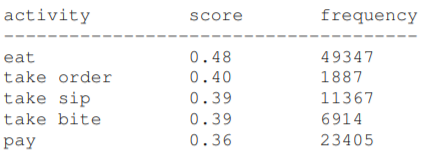 activity score frequency
----------------------------------------
eat 0.48 49347
take order 0.40 1887
take sip 0.39 11367
take bite 0.39 6914
pay 0.36 23405